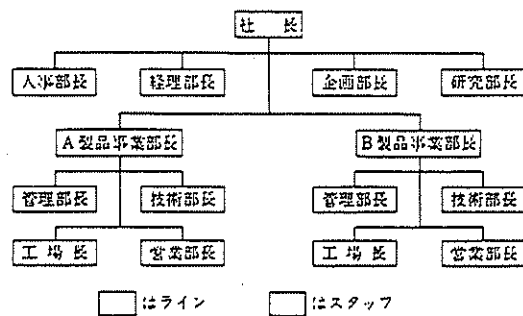 社 長
人事部長 経理部長 企画部長 研究部長
A製品事業部長 B製品事業部長
管理部長 技術部長 管理部長 技術部長
工場長 営業部長 工場長 営業部長
はライン はスタッフ